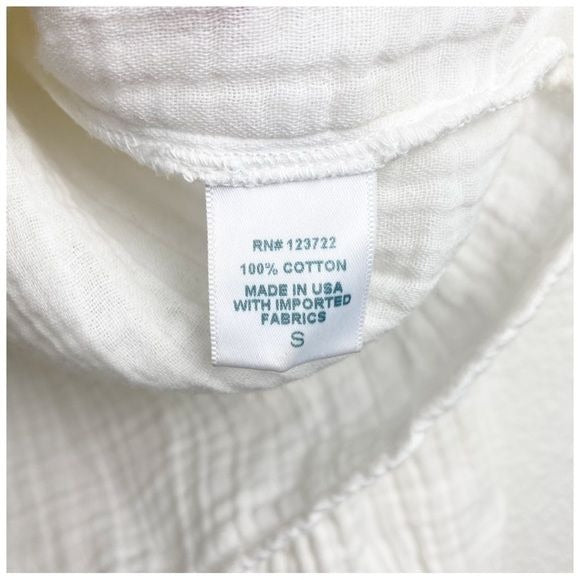 RN# 123722
100% COTTON
MADE IN USA
WITH IMPORTED
FABRICS
S